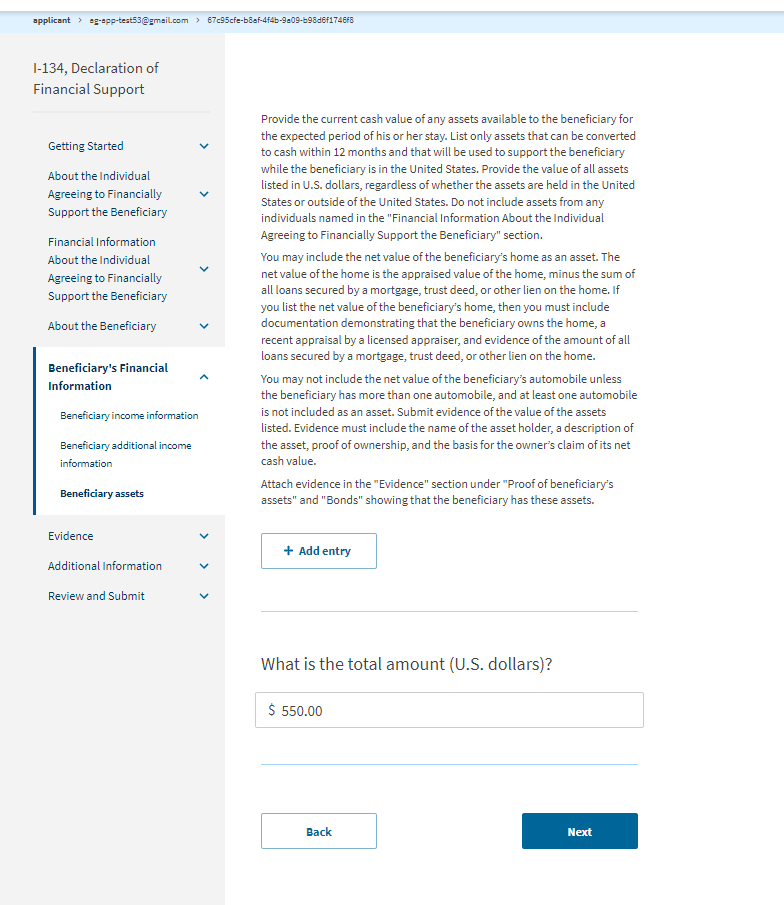 applicant > ag-app-test53@gmail.com > 67c95cfe-b8af-4f4b-9a09-b98d6f1746f8
I-134, Declaration of
Financial Support
Getting Started
About the Individual
Agreeing to Financially
Support the Beneficiary
Financial Information
About the Individual
Agreeing to Financially
Support the Beneficiary
About the Beneficiary
Beneficiary's Financial
Information
Beneficiary income information
Beneficiary additional income
information
Beneficiary assets
Evidence
Additional Information
Review and Submit
Provide the current cash value of any assets available to the beneficiary for
the expected period of his or her stay. List only assets that can be converted
to cash within 12 months and that will be used to support the beneficiary
while the beneficiary is in the United States. Provide the value of all assets
listed in U.S. dollars, regardless of whether the assets are held in the United
States or outside of the United States. Do not include assets from any
individuals named in the "Financial Information About the Individual
Agreeing to Financially Support the Beneficiary" section.
You may include the net value of the beneficiary's home as an asset. The
net value of the home is the appraised value of the home, minus the sum of
all loans secured by a mortgage, trust deed, or other lien on the home. If
you list the net value of the beneficiary's home, then you must include
documentation demonstrating that the beneficiary owns the home, a
recent appraisal by a licensed appraiser, and evidence of the amount of all
loans secured by a mortgage, trust deed, or other lien on the home.
You may not include the net value of the beneficiary's automobile unless
the beneficiary has more than one automobile, and at least one automobile
is not included as an asset. Submit evidence of the value of the assets
listed. Evidence must include the name of the asset holder, a description of
the asset, proof of ownership, and the basis for the owner's claim of its net
cash value.
Attach evidence in the "Evidence" section under "Proof of beneficiary's
assets" and "Bonds" showing that the beneficiary has these assets.
+ Add entry
What is the total amount (U.S. dollars)?
$ 550.00
Back
Next